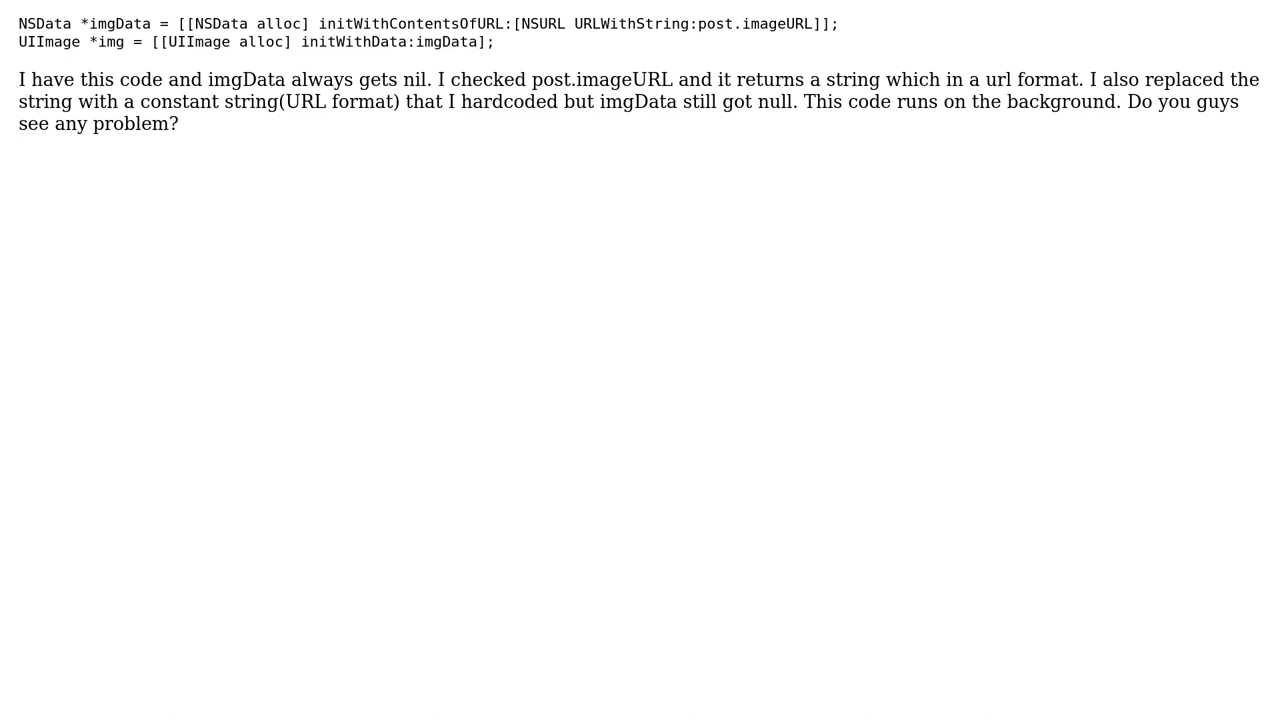 NSData *imgData = [[NSData alloc] initWithContentsOfURL:[NSURL URLWithString:post.imageURL]];
UIImage *img = [[UIImage alloc] initWithData:imgData];
I have this code and imgData always gets nil. I checked post.imageURL and it returns a string which in a url format. I also replaced the
string with a constant string(URL format) that I hardcoded but imgData still got null. This code runs on the background. Do you guys
see any problem?